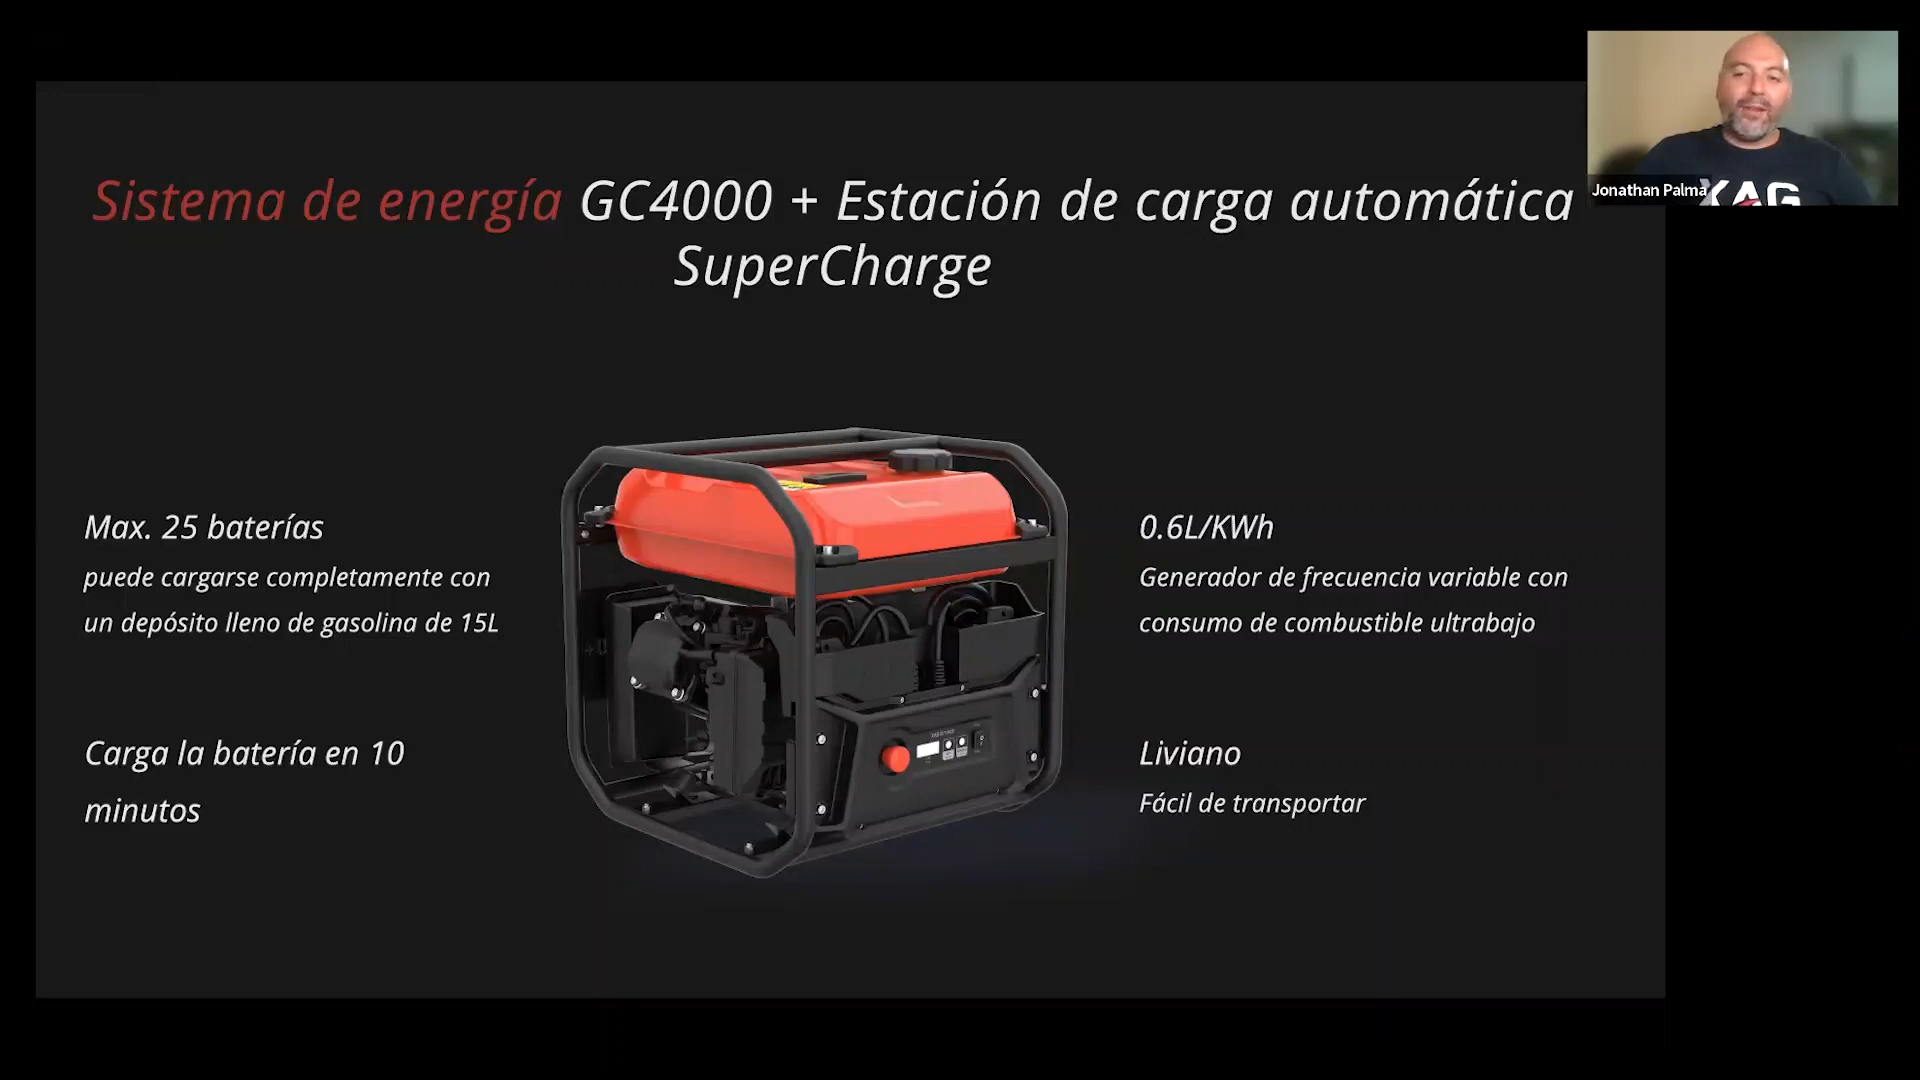 Sistema de energía GC4000 + Estación de carga automática
SuperCharge
Max. 25 baterías
puede cargarse completamente con
un depósito lleno de gasolina de 15L
Carga la batería en 10
minutos
0.6L/KWh
Generador de frecuencia variable con
consumo de combustible ultrabajo
Liviano
Fácil de transportar
Jonathan Palma
XAG